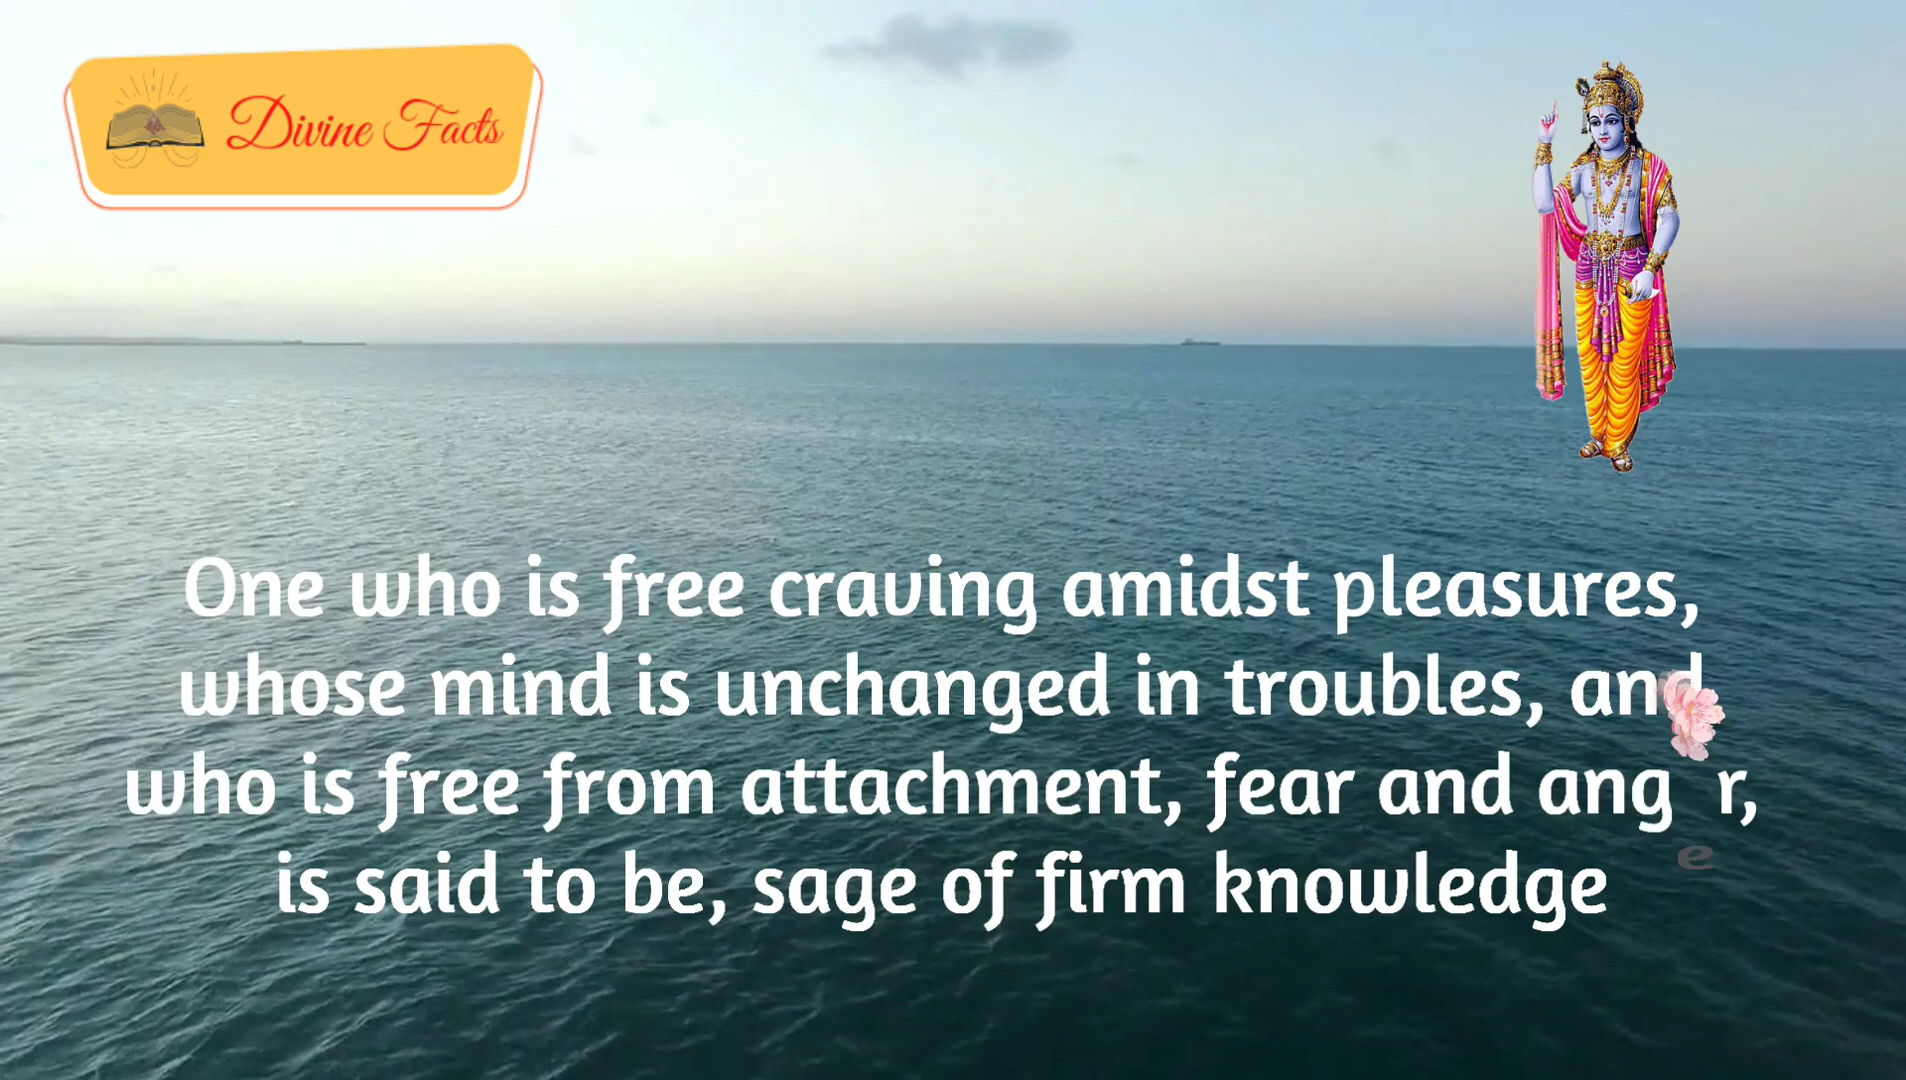 Divine Facts
One who is free craving amidst pleasures,
whose mind is unchanged in troubles, and
who is free from attachment, fear and anger,
is said to be, sage of firm knowledge